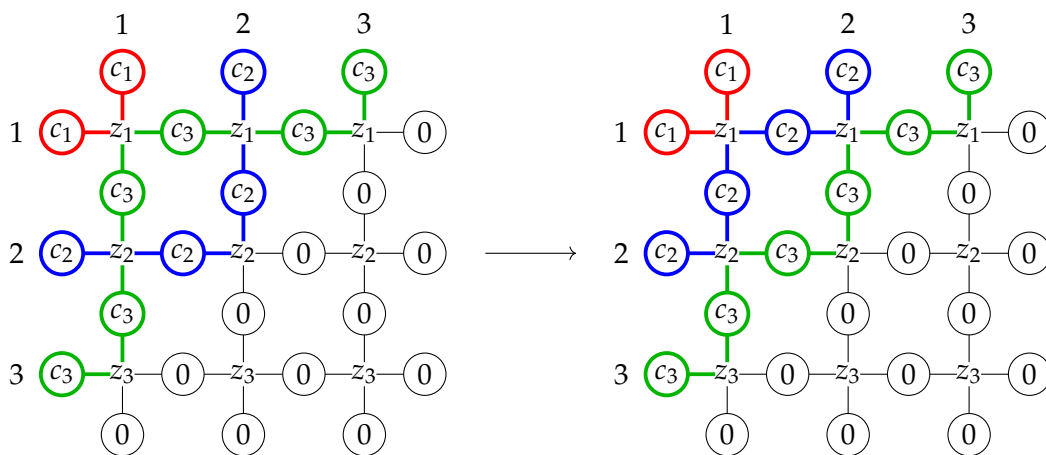 1 2 3 1 2 3
c₁ c₂ c₃ c₁ c₂ c₃
1 c₁ z₁ c₃ z₁ c₃ z₁ 0 1 c₁ z₁ c₂ z₁ c₃ z₁ 0
c₃ c₂ 0 c₂ c₃ 0
2 c₂ z₂ c₂ z₂ 0 z₂ 0 ⟶ 2 c₂ z₂ c₃ z₂ 0 z₂ 0
c₃ 0 0 c₃ 0 0
3 c₃ z₃ 0 z₃ 0 z₃ 0 3 c₃ z₃ 0 z₃ 0 z₃ 0
0 0 0 0 0 0